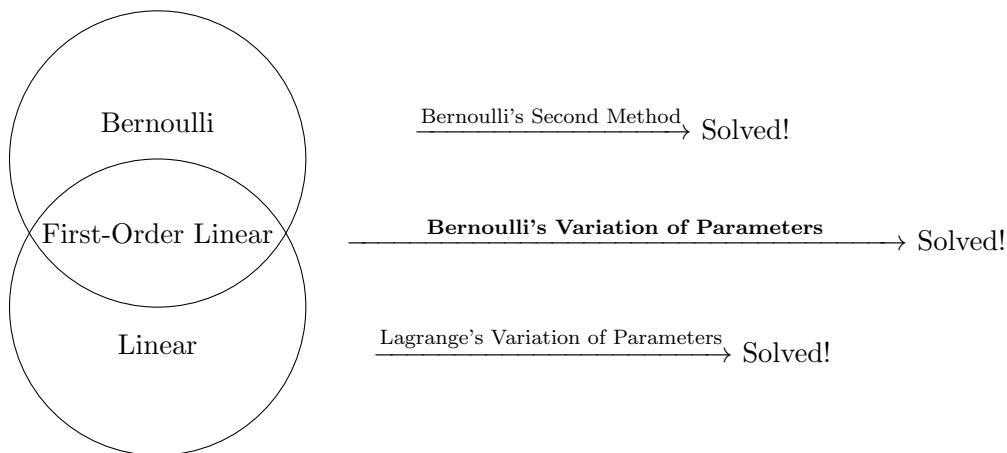 Bernoulli
Bernoulli's Second Method
Solved!
First-Order Linear
Bernoulli's Variation of Parameters
Solved!
Linear
Lagrange's Variation of Parameters
Solved!